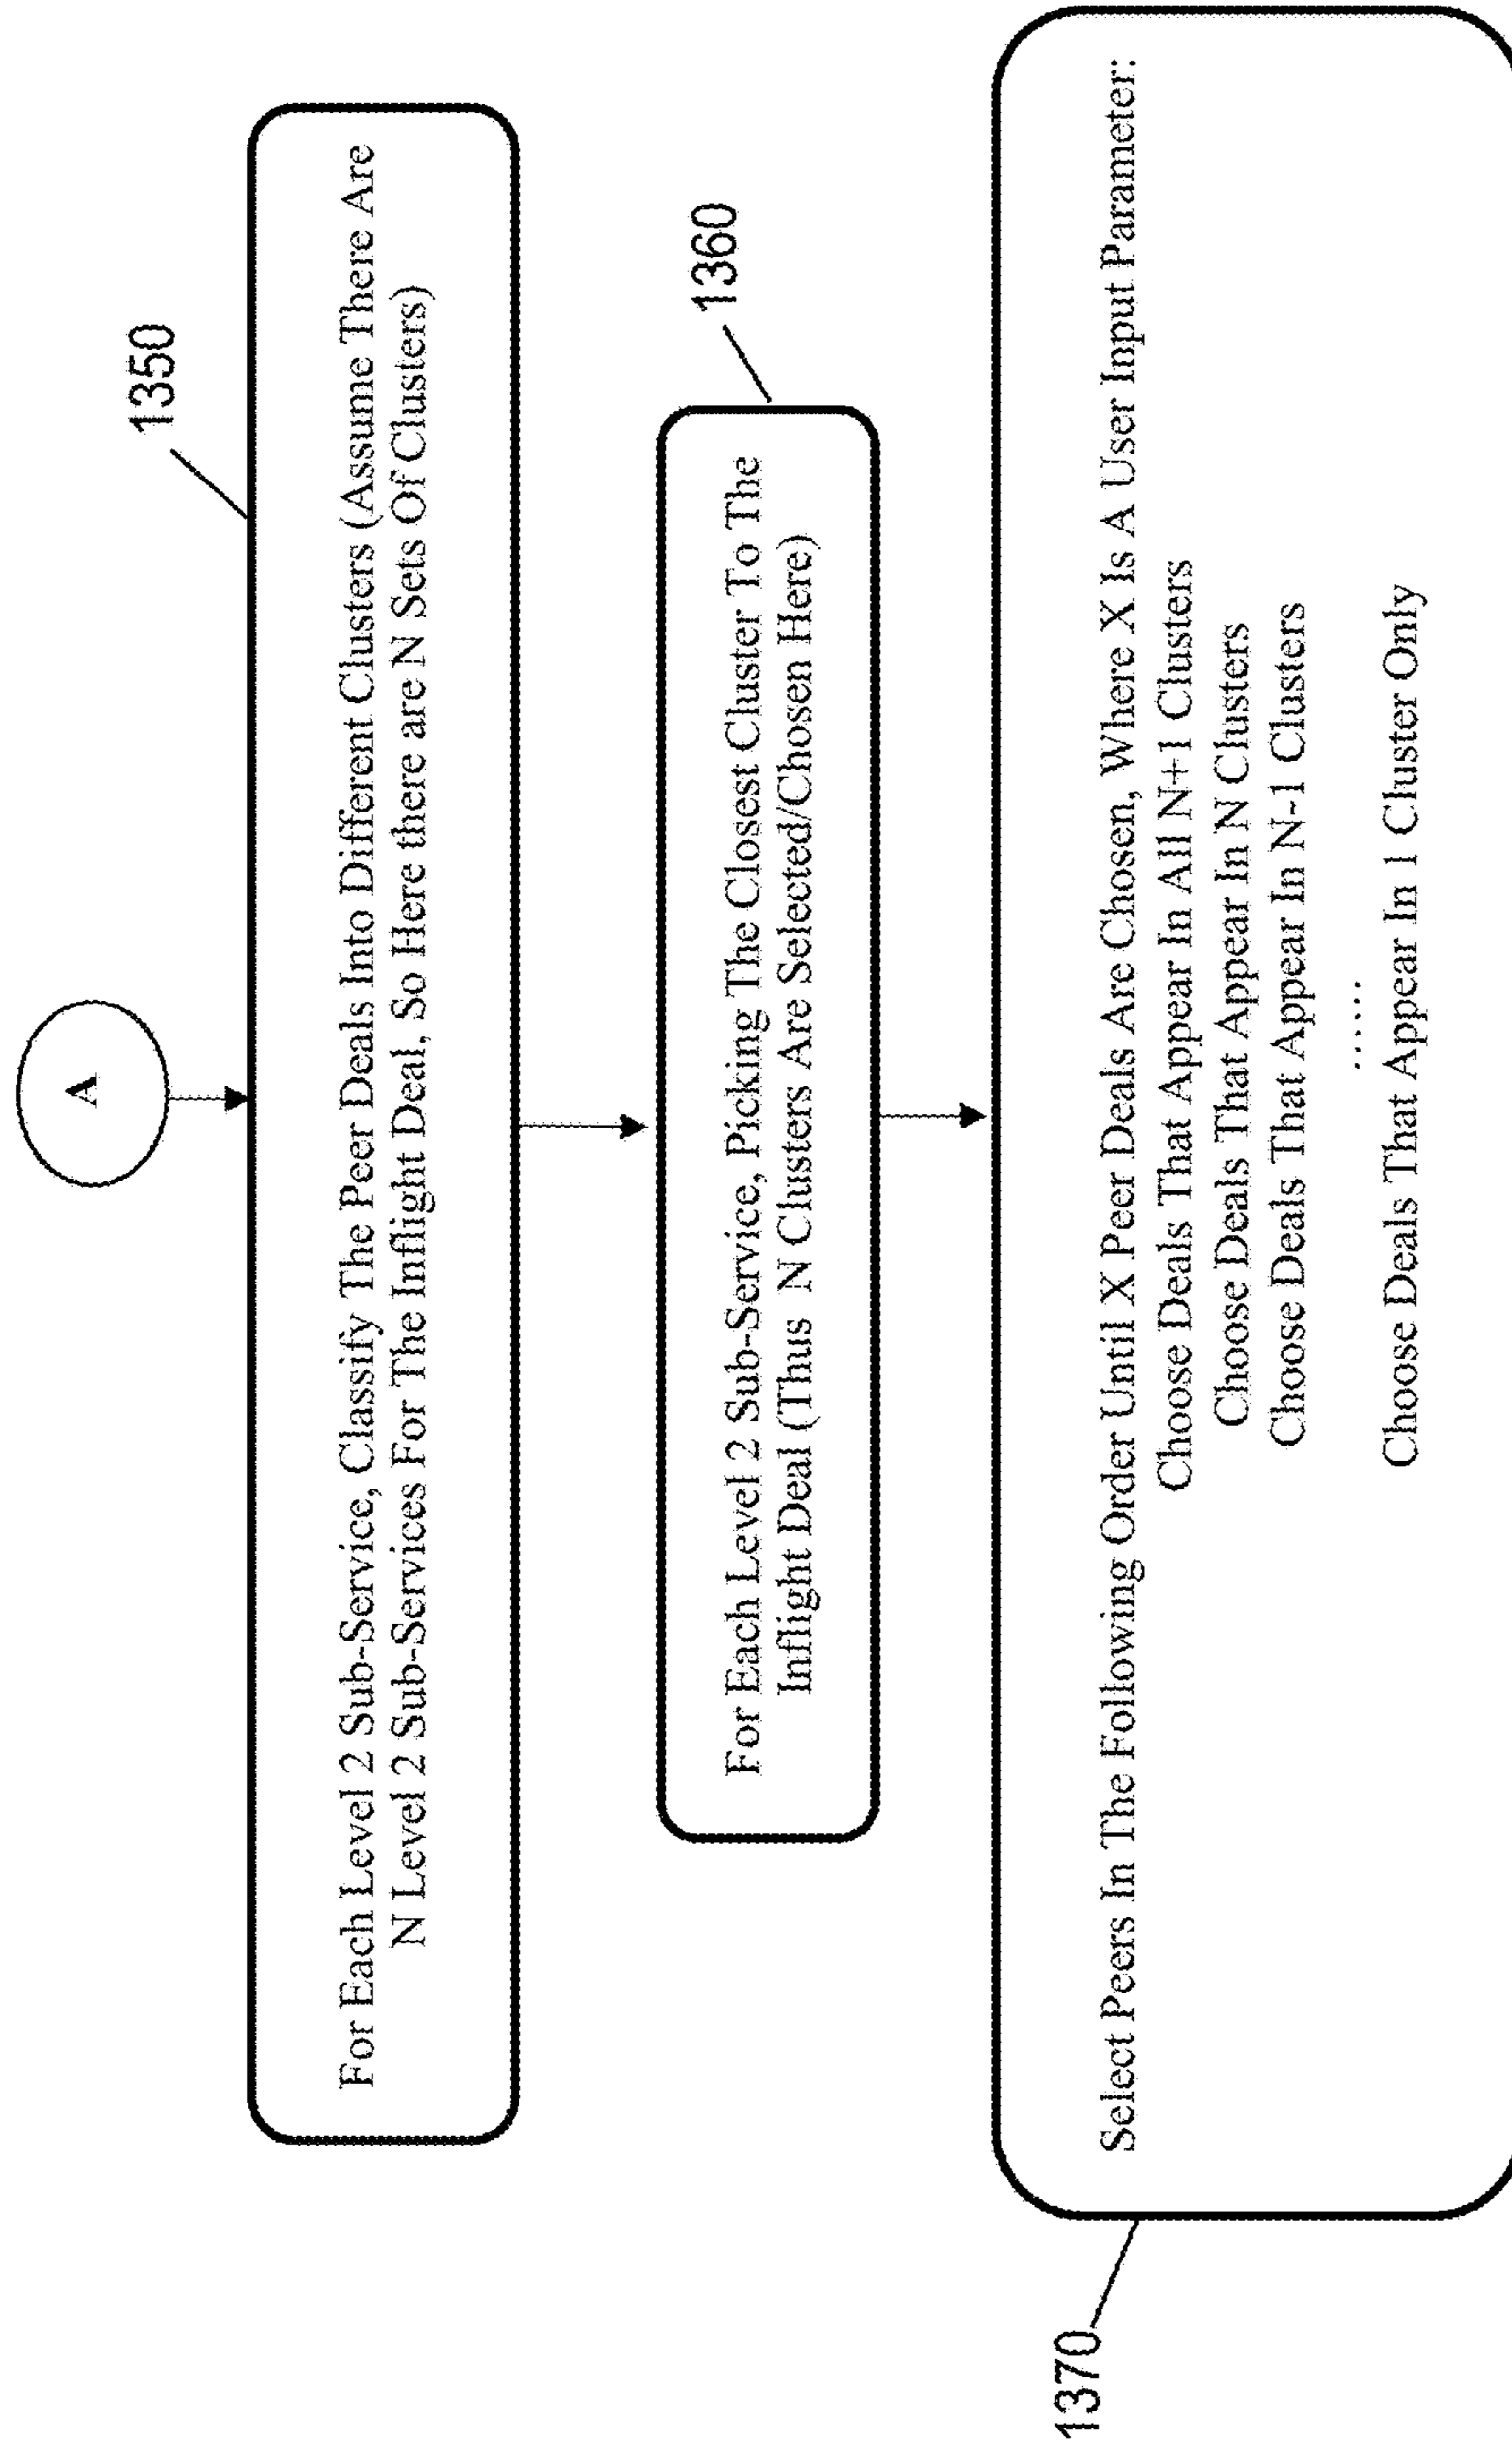 A
1350
For Each Level 2 Sub-Service, Classify The Peer Deals Into Different Clusters (Assume There Are
N Level 2 Sub-Services For The Inflight Deal, So Here there are N Sets Of Clusters)
1360
For Each Level 2 Sub-Service, Picking The Closest Cluster To The
Inflight Deal (Thus N Clusters Are Selected/Chosen Here)
1370
Select Peers In The Following Order Until X Peer Deals Are Chosen, Where X Is A User Input Parameter:
Choose Deals That Appear In All N+1 Clusters
Choose Deals That Appear In N Clusters
Choose Deals That Appear In N-1 Clusters
......
Choose Deals That Appear In 1 Cluster Only